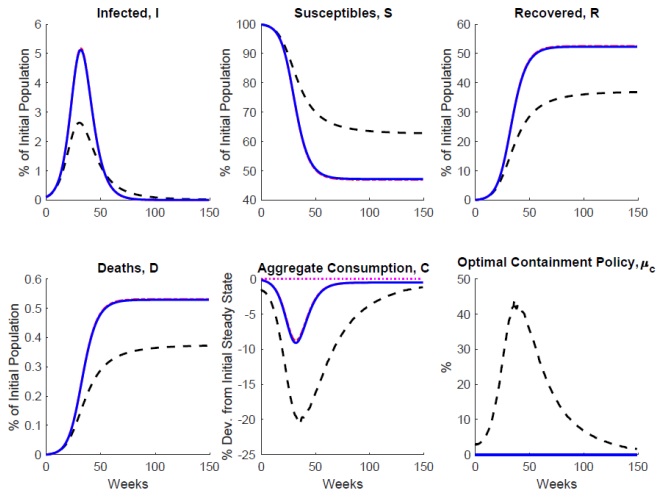 Infected, I
% of Initial Population
6
5
4
3
2
1
0
0 50 100 150
Susceptibles, S
% of Initial Population
100
90
80
70
60
50
40
0 50 100 150
Recovered, R
% of Initial Population
60
50
40
30
20
10
0
0 50 100 150
Deaths, D
% of Initial Population
0.6
0.5
0.4
0.3
0.2
0.1
0
0 50 100 150
Weeks
Aggregate Consumption, C
% Dev. from Initial Steady State
0
-5
-10
-15
-20
-25
0 50 100 150
Weeks
Optimal Containment Policy, μc
%
50
40
30
20
10
0
0 50 100 150
Weeks